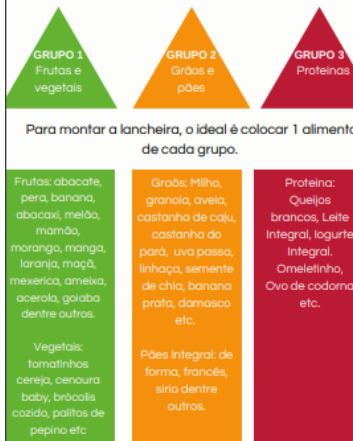 GRUPO 1
Frutas e
vegetais
GRUPO 2
Grãos e
pães
GRUPO 3
Proteínas
Para montar a lancheira, o ideal é colocar 1 alimento
de cada grupo.
Frutas: abacate,
pera, banana,
abacaxi, melão,
mamão,
morango, manga,
laranja, maçã,
mexerica, ameixa,
acerola, goiaba
dentre outros.
Vegetais:
tomatinhos
cereja, cenoura
baby, brócolis
cozido, palitos de
pepino etc
Graõs: Milho,
granola, aveia,
castanha de caju,
castanha do
pará, uva passa,
linhaça, semente
de chia, banana
prata, damasco
etc.
Pães Integral: de
forma, francês,
sirio dentre
outros.
Proteina:
Queijos
brancos, Leite
Integral, Iogurte
Integral.
Omeletinho,
Ovo de codorna
etc.